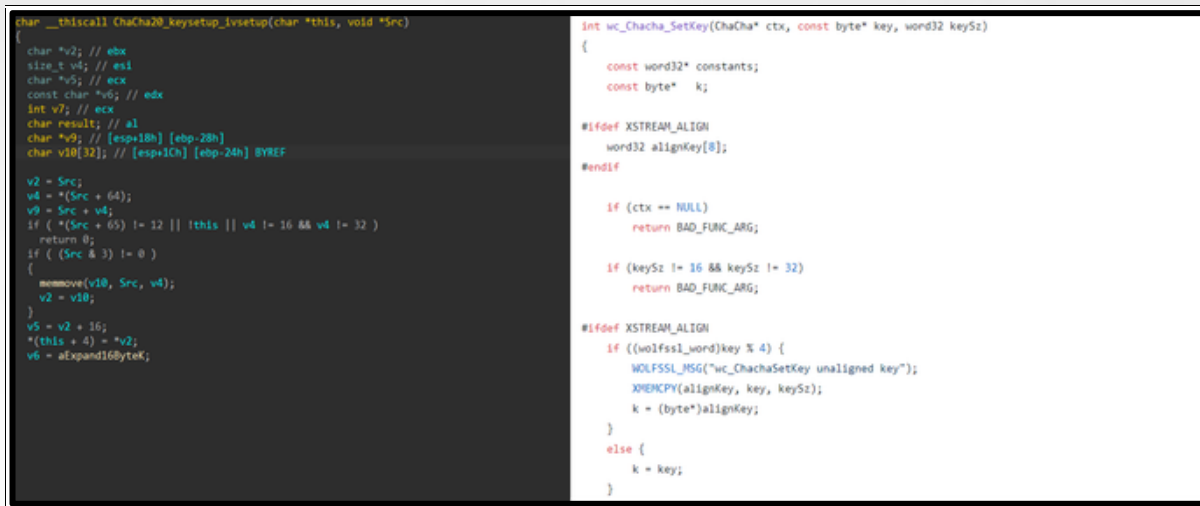 char __thiscall ChaCha20_keysetup_ivsetup(char *this, void *Src)
{
char *v2; // ebx
size_t v4; // esi
char *v5; // ecx
const char *v6; // edx
int v7; // ecx
char result; // al
char *v9; // [esp+18h] [ebp-28h]
char v10[32]; // [esp+1Ch] [ebp-24h] BYREF
v2 = Src;
v4 = *(Src + 64);
v9 = Src + v4;
if ( *(Src + 65) != 12 || !this || v4 != 16 && v4 != 32 )
return 0;
if ( (Src & 3) != 0 )
{
memmove(v10, Src, v4);
v2 = v10;
}
v5 = v2 + 16;
*(this + 4) = *v2;
v6 = aExpand16ByteK;
int wc_Chacha_SetKey(ChaCha* ctx, const byte* key, word32 keySz)
{
const word32* constants;
const byte* k;
#ifdef XSTREAM_ALIGN
word32 alignKey[8];
#endif
if (ctx == NULL)
return BAD_FUNC_ARG;
if (keySz != 16 && keySz != 32)
return BAD_FUNC_ARG;
#ifdef XSTREAM_ALIGN
if ((wolfssl_word)key % 4) {
WOLFSSL_MSG("wc_ChachaSetKey unaligned key");
XMEMCPY(alignKey, key, keySz);
k = (byte*)alignKey;
}
else {
k = key;
}